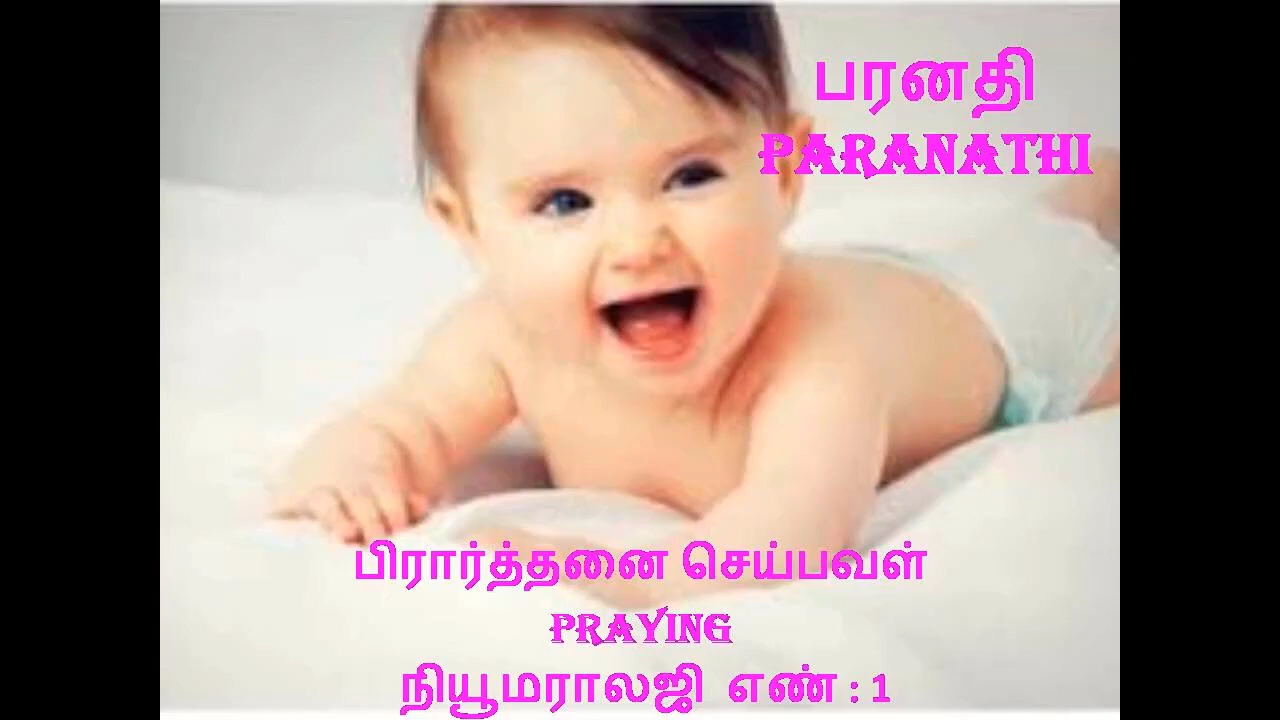 பரனதி
PARANATHI
பிரார்த்தனை செய்பவள்
PRAYING
நியூமராலஜி எண் : 1